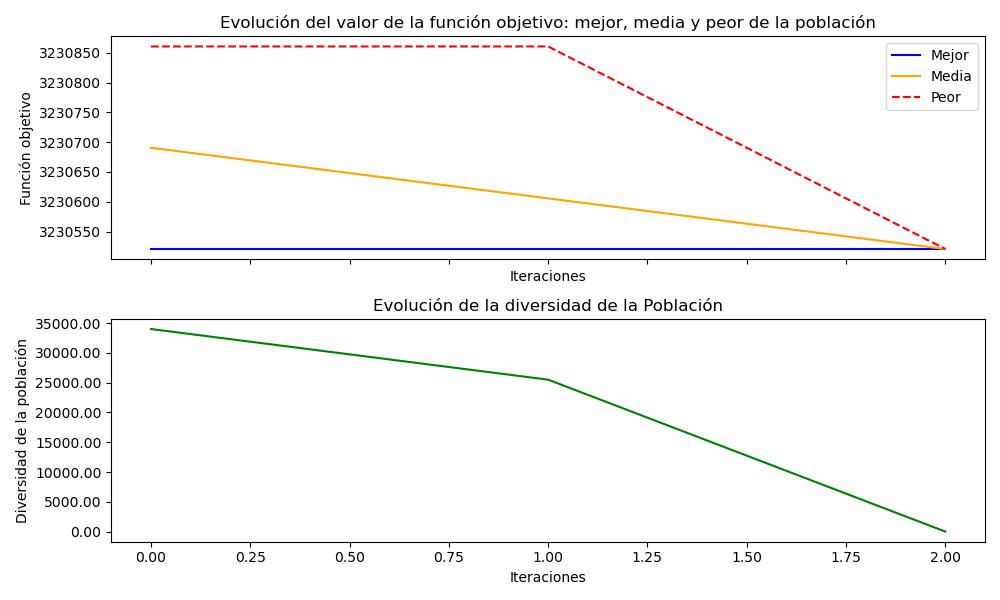 Evolución del valor de la función objetivo: mejor, media y peor de la población
3230850
3230800
3230750
3230700
3230650
3230600
3230550
Función objetivo
Mejor
Media
Peor
Iteraciones
Evolución de la diversidad de la Población
35000.00
30000.00
25000.00
20000.00
15000.00
10000.00
5000.00
0.00
Diversidad de la población
0.00 0.25 0.50 0.75 1.00 1.25 1.50 1.75 2.00
Iteraciones